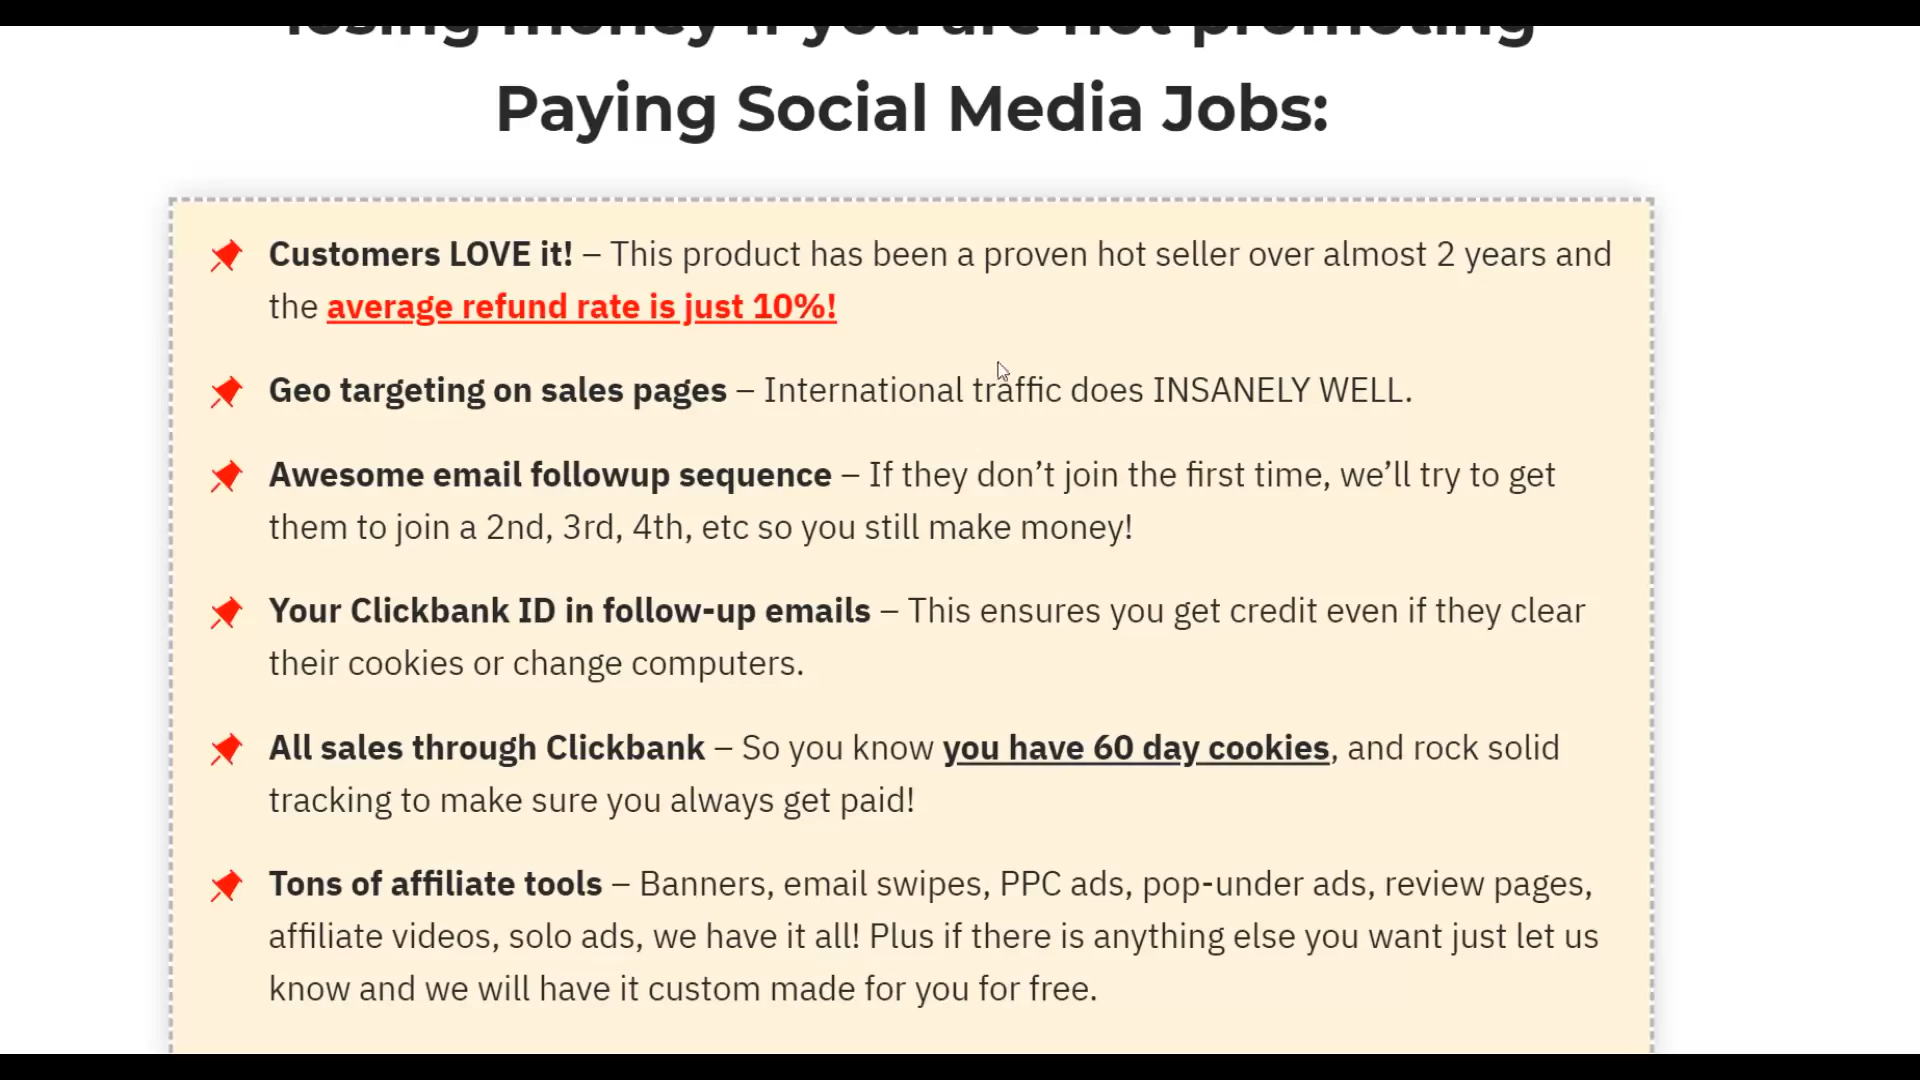 losing money if you are not promoting
Paying Social Media Jobs:
Customers LOVE it! – This product has been a proven hot seller over almost 2 years and
the average refund rate is just 10%!
Geo targeting on sales pages – International traffic does INSANELY WELL.
Awesome email followup sequence – If they don’t join the first time, we’ll try to get
them to join a 2nd, 3rd, 4th, etc so you still make money!
Your Clickbank ID in follow-up emails – This ensures you get credit even if they clear
their cookies or change computers.
All sales through Clickbank – So you know you have 60 day cookies, and rock solid
tracking to make sure you always get paid!
Tons of affiliate tools – Banners, email swipes, PPC ads, pop-under ads, review pages,
affiliate videos, solo ads, we have it all! Plus if there is anything else you want just let us
know and we will have it custom made for you for free.